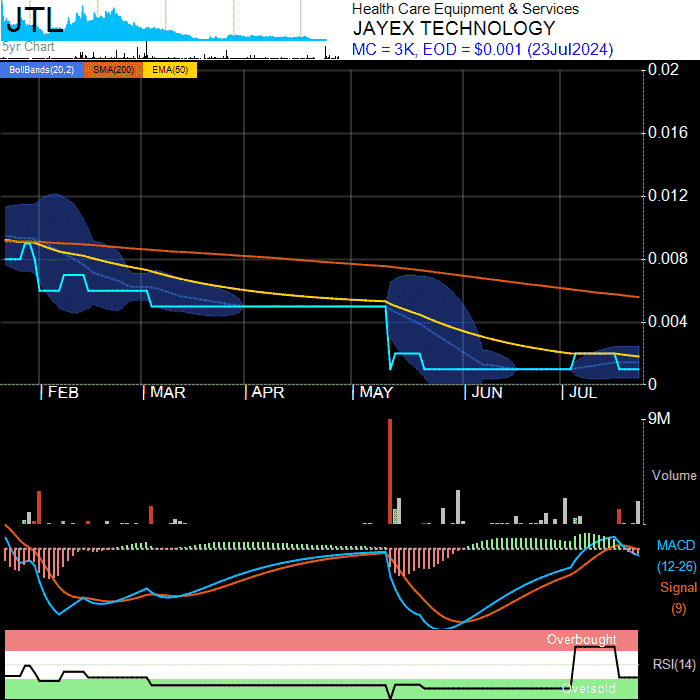 JTL
5yr Chart
Health Care Equipment & Services
JAYEX TECHNOLOGY
MC = 3K, EOD = $0.001 (23Jul2024)
BollBands(20,2) SMA(200) EMA(50)
0.02
0.016
0.012
0.008
0.004
0
FEB MAR APR MAY JUN JUL
9M
Volume
MACD
(12-26)
Signal
(9)
Overbought
RSI(14)
Oversold